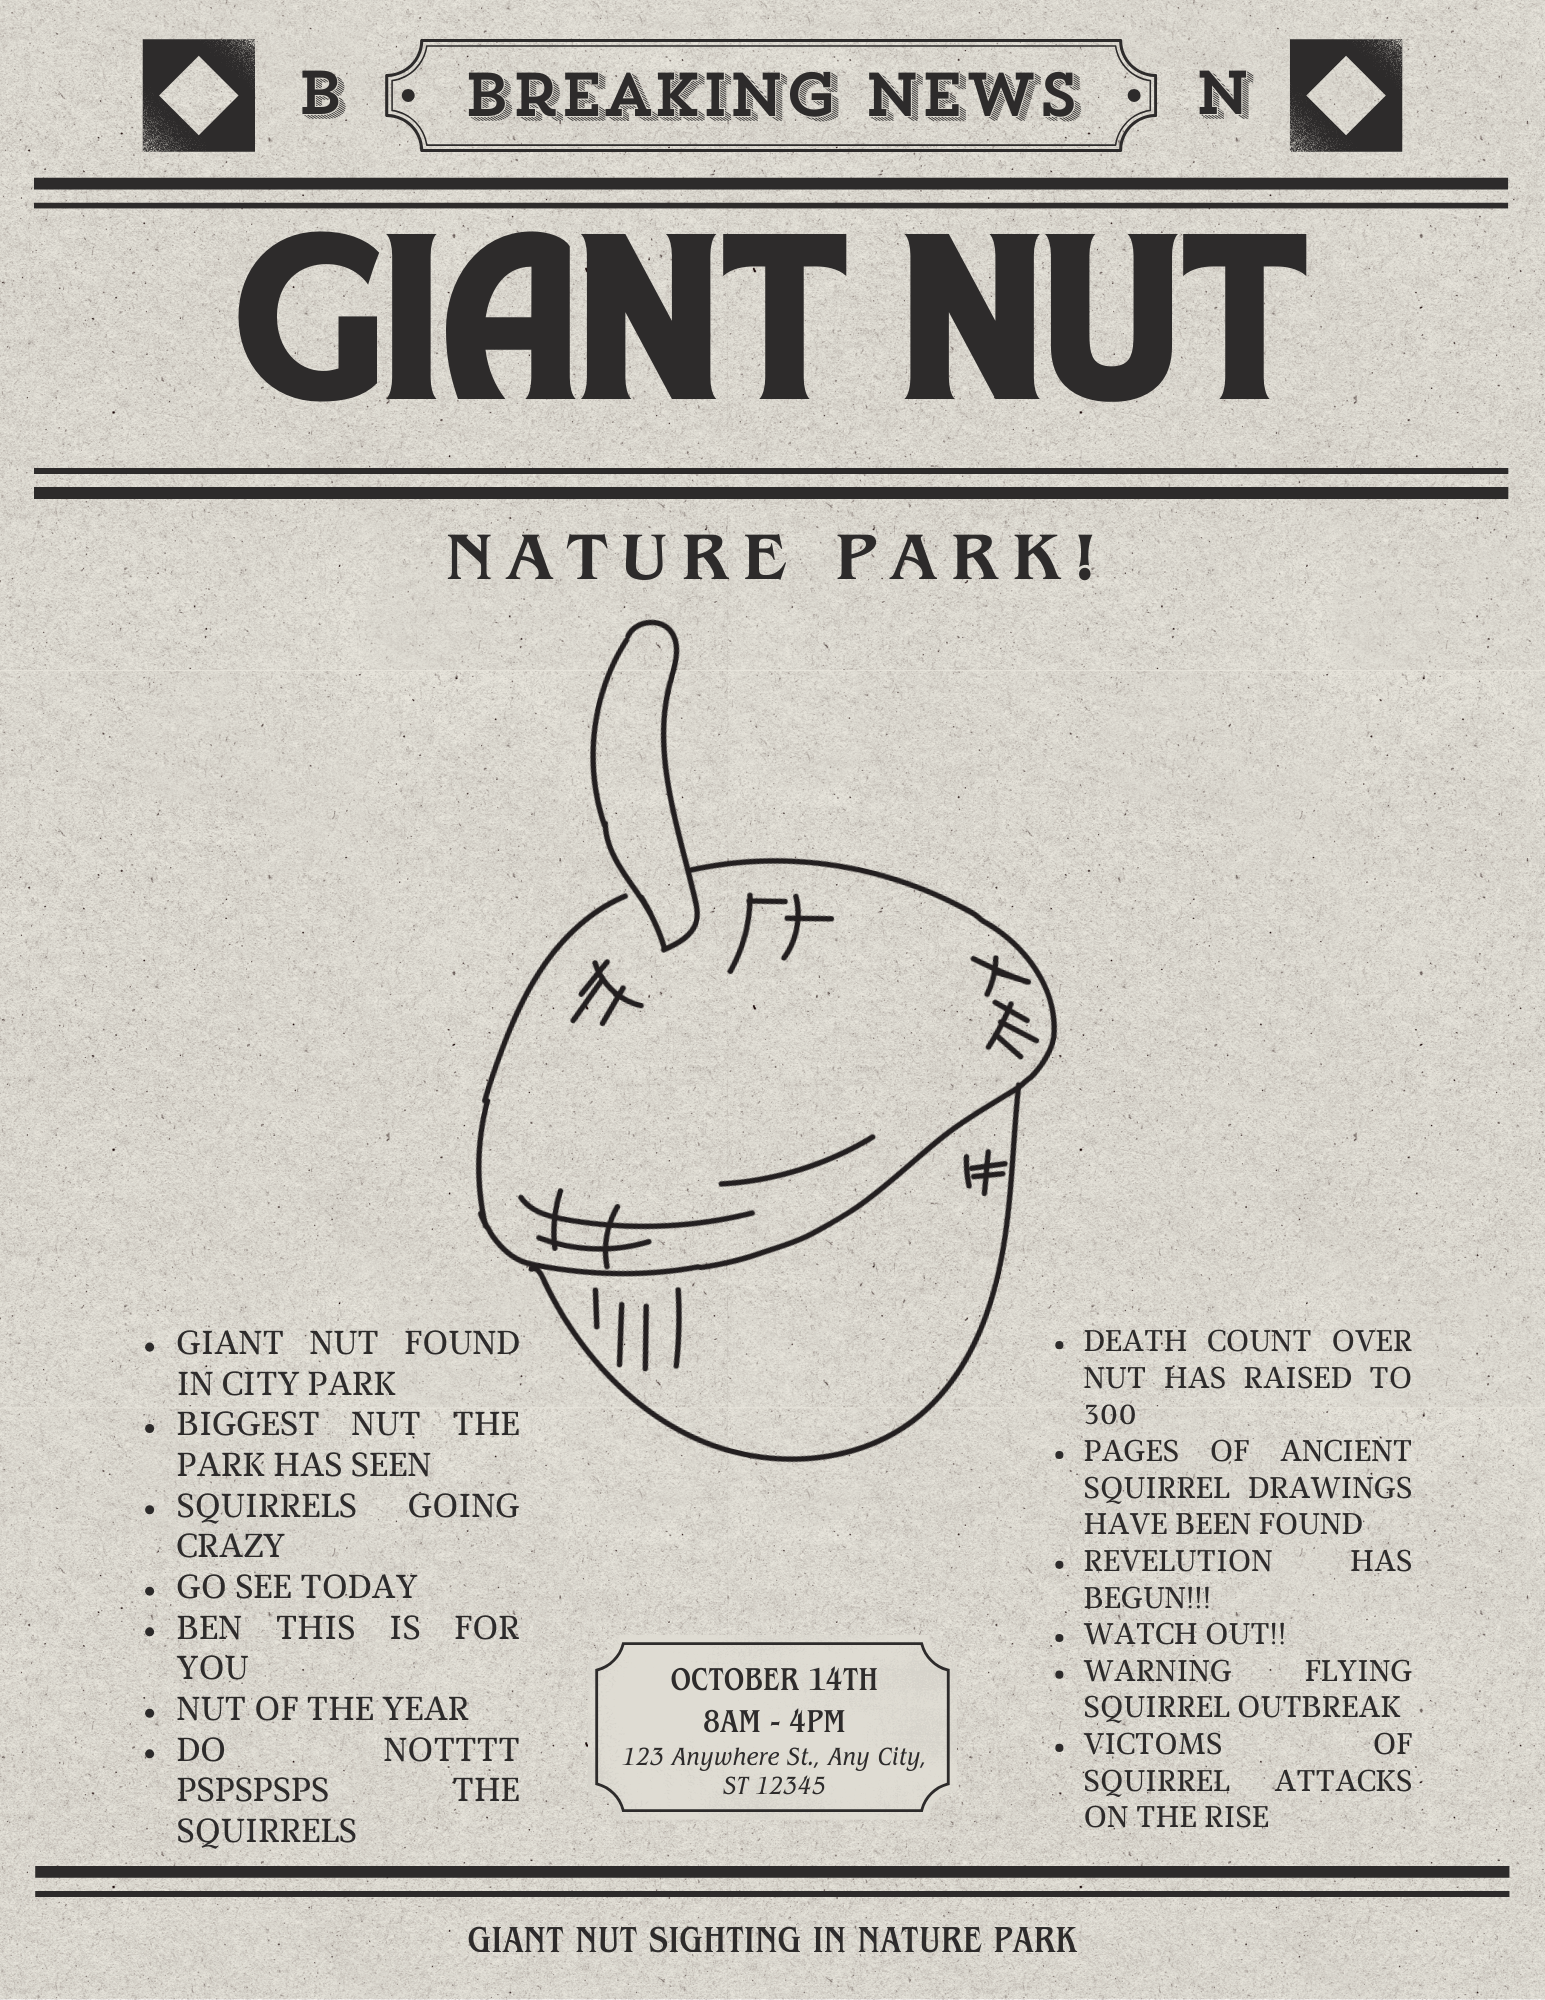 B BREAKING NEWS N
GIANT NUT
NATURE PARK!
GIANT NUT FOUND
IN CITY PARK
BIGGEST NUT THE
PARK HAS SEEN
SQUIRRELS GOING
CRAZY
GO SEE TODAY
BEN THIS IS FOR
YOU
NUT OF THE YEAR
DO NOTTTT
PSPSPSPS THE
SQUIRRELS
OCTOBER 14TH
8AM - 4PM
123 Anywhere St., Any City,
ST 12345
DEATH COUNT OVER
NUT HAS RAISED TO
300
PAGES OF ANCIENT
SQUIRREL DRAWINGS
HAVE BEEN FOUND
REVELUTION HAS
BEGUN!!!
WATCH OUT!!
WARNING FLYING
SQUIRREL OUTBREAK
VICTOMS OF
SQUIRREL ATTACKS
ON THE RISE
GIANT NUT SIGHTING IN NATURE PARK